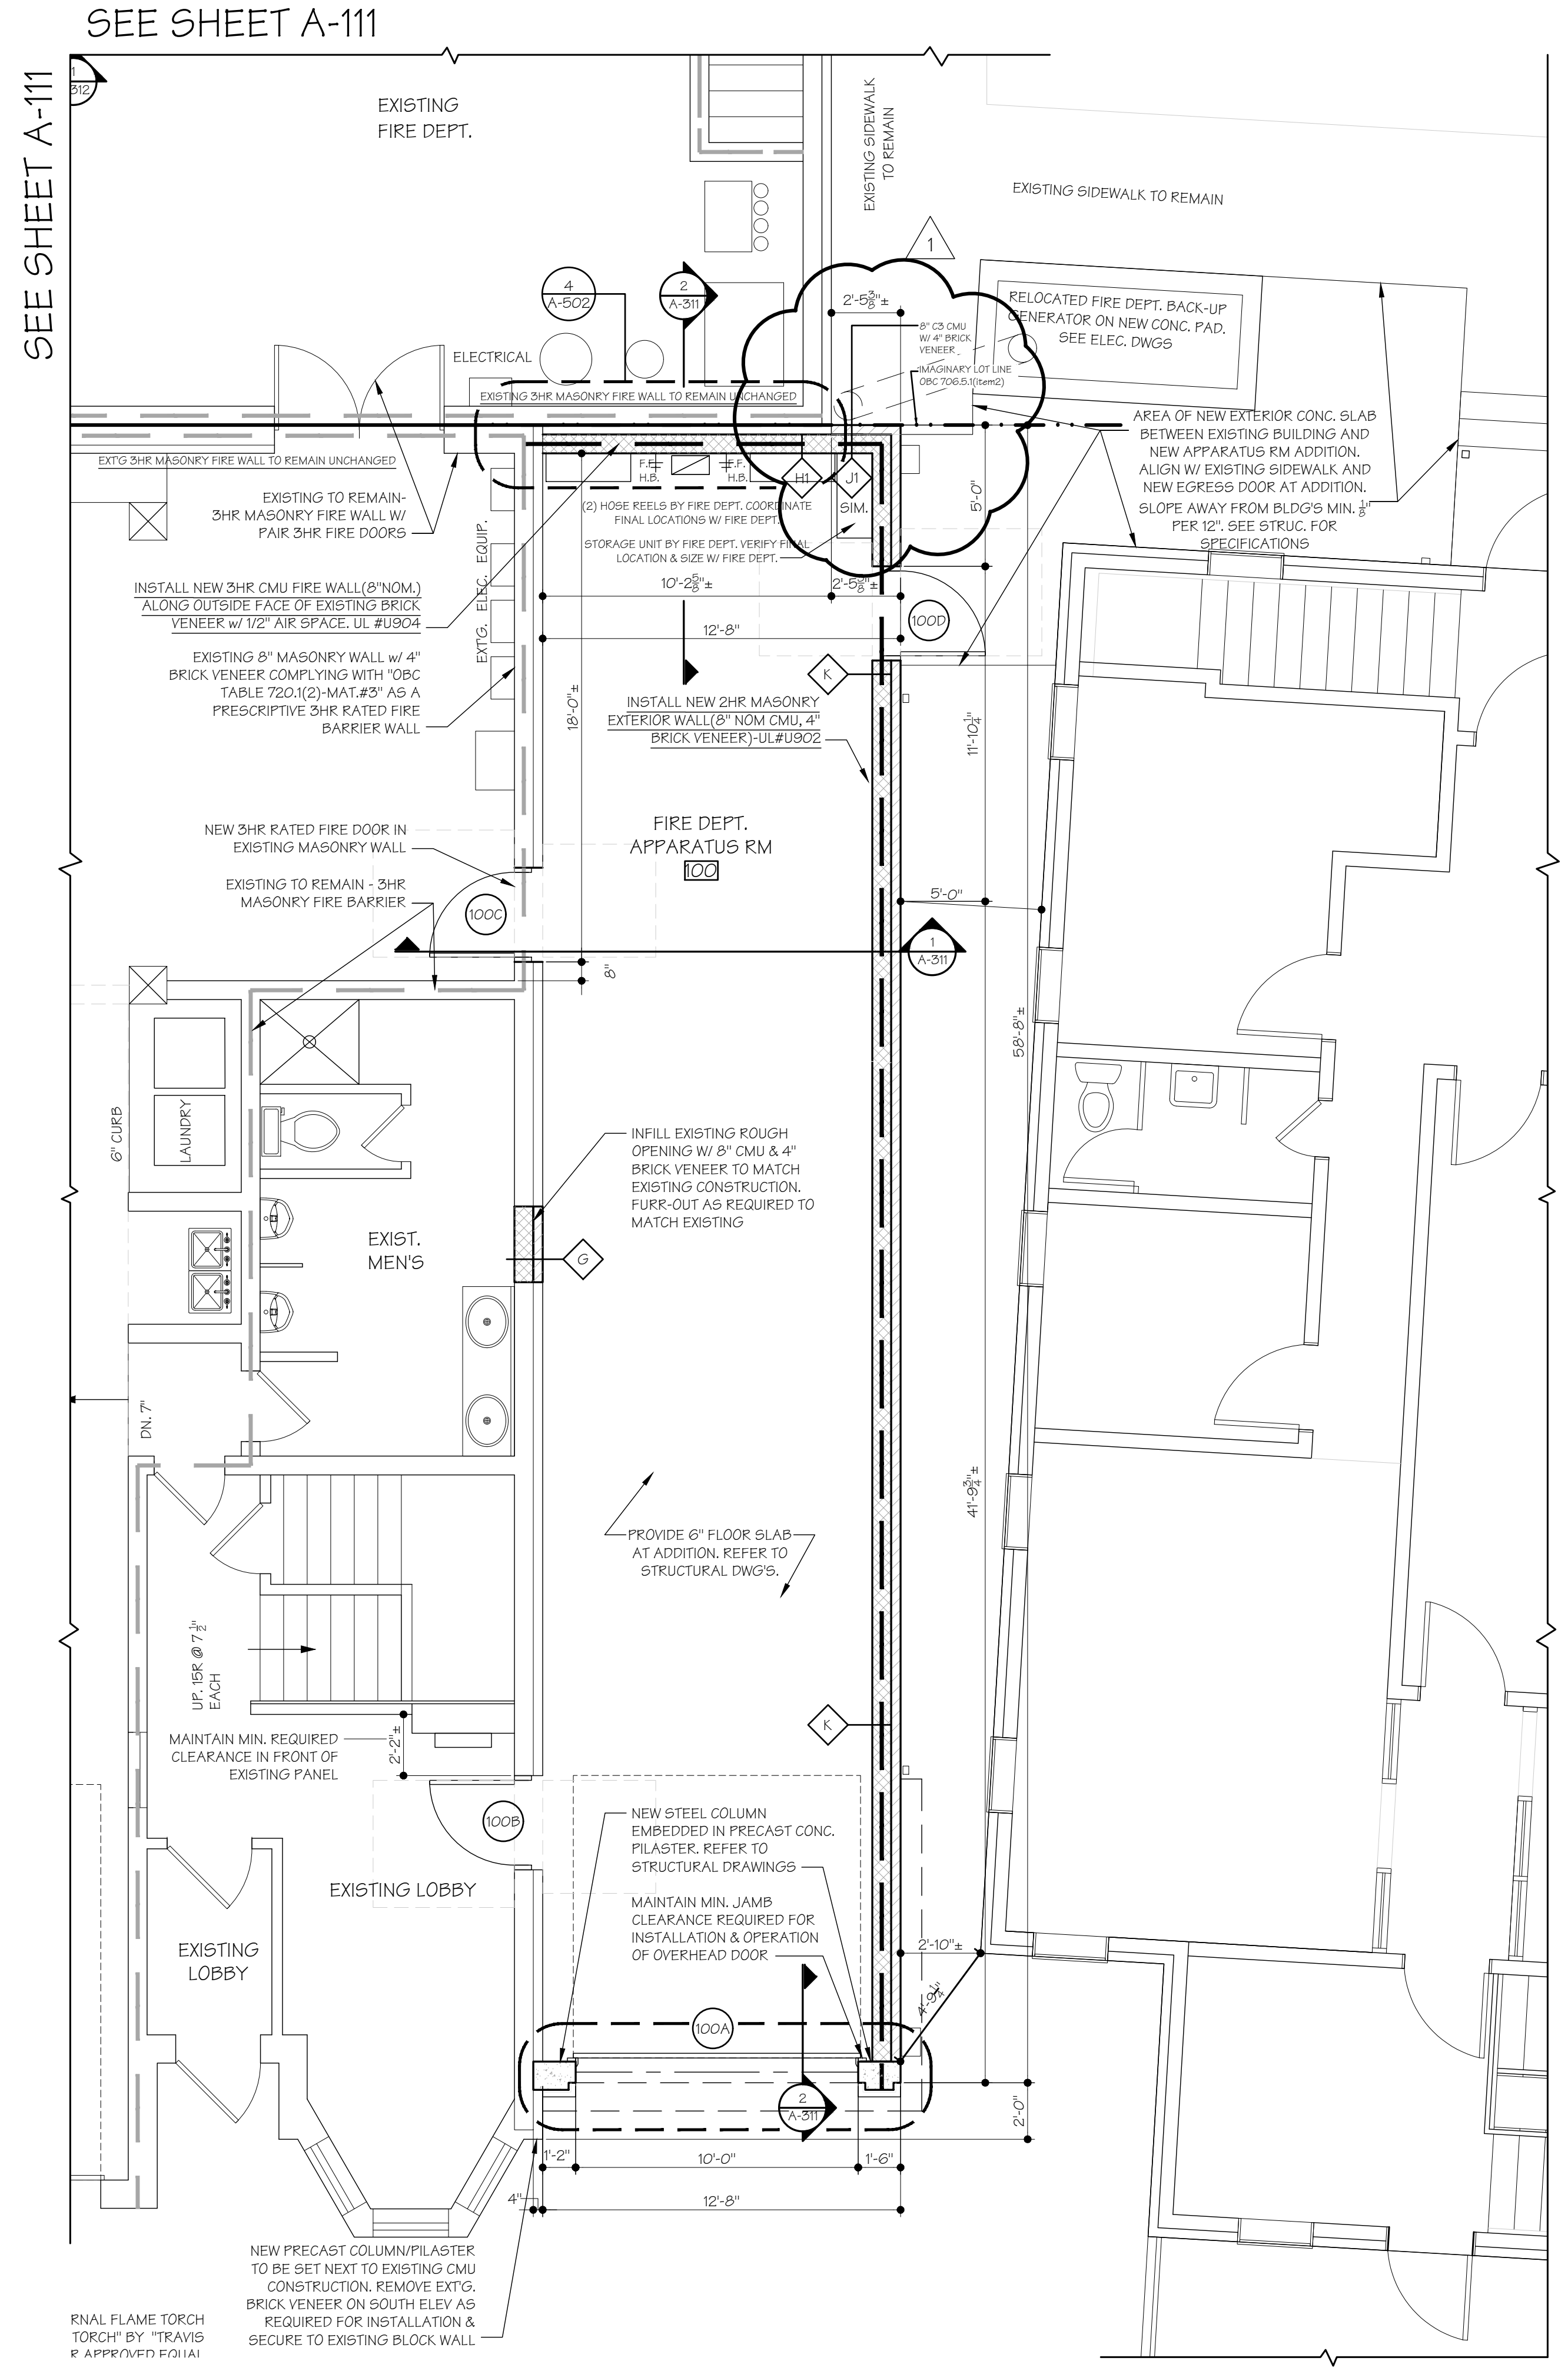 SEE SHEET A-111
SEE SHEET A-111
1
312
EXISTING
FIRE DEPT.
EXISTING SIDEWALK
TO REMAIN
EXISTING SIDEWALK TO REMAIN
1
4
A-502
2
A-311
2'-5 3/8"±
8" C3 CMU
W/ 4" BRICK
VENEER
IMAGINARY LOT LINE
OBC 706.5.1(item2)
RELOCATED FIRE DEPT. BACK-UP
GENERATOR ON NEW CONC. PAD.
SEE ELEC. DWGS
ELECTRICAL
EXISTING 3HR MASONRY FIRE WALL TO REMAIN UNCHANGED
AREA OF NEW EXTERIOR CONC. SLAB
BETWEEN EXISTING BUILDING AND
NEW APPARATUS RM ADDITION.
ALIGN W/ EXISTING SIDEWALK AND
NEW EGRESS DOOR AT ADDITION.
SLOPE AWAY FROM BLDG'S MIN. 1/8"
PER 12". SEE STRUC. FOR
SPECIFICATIONS
EXT'G 3HR MASONRY FIRE WALL TO REMAIN UNCHANGED
F.F.
H.B.
F.F.
H.B.
H1
J1
SIM.
5'-0"
EXISTING TO REMAIN-
3HR MASONRY FIRE WALL W/
PAIR 3HR FIRE DOORS
(2) HOSE REELS BY FIRE DEPT. COORDINATE
FINAL LOCATIONS W/ FIRE DEPT.
STORAGE UNIT BY FIRE DEPT. VERIFY FINAL
LOCATION & SIZE W/ FIRE DEPT.
EXT'G. ELEC. EQUIP.
10'-2 5/8"±
2'-5 3/8"±
INSTALL NEW 3HR CMU FIRE WALL(8"NOM.)
ALONG OUTSIDE FACE OF EXISTING BRICK
VENEER w/ 1/2" AIR SPACE. UL #U904
12'-8"
100D
EXISTING 8" MASONRY WALL w/ 4"
BRICK VENEER COMPLYING WITH "OBC
TABLE 720.1(2)-MAT.#3" AS A
PRESCRIPTIVE 3HR RATED FIRE
BARRIER WALL
18'-0"±
K
INSTALL NEW 2HR MASONRY
EXTERIOR WALL(8" NOM CMU, 4"
BRICK VENEER)-UL#U902
11'-10 1/4"
FIRE DEPT.
APPARATUS RM
100
NEW 3HR RATED FIRE DOOR IN
EXISTING MASONRY WALL
EXISTING TO REMAIN - 3HR
MASONRY FIRE BARRIER
100C
5'-0"
1
A-311
8"
58'-8"±
6" CURB
LAUNDRY
INFILL EXISTING ROUGH
OPENING W/ 8" CMU & 4"
BRICK VENEER TO MATCH
EXISTING CONSTRUCTION.
FURR-OUT AS REQUIRED TO
MATCH EXISTING
EXIST.
MEN'S
G
DN. 7"
41'-9 3/4"±
PROVIDE 6" FLOOR SLAB
AT ADDITION. REFER TO
STRUCTURAL DWG'S.
UP. 15R @ 7 1/2"
EACH
K
MAINTAIN MIN. REQUIRED
CLEARANCE IN FRONT OF
EXISTING PANEL
2'-2"±
100B
NEW STEEL COLUMN
EMBEDDED IN PRECAST CONC.
PILASTER. REFER TO
STRUCTURAL DRAWINGS
EXISTING LOBBY
MAINTAIN MIN. JAMB
CLEARANCE REQUIRED FOR
INSTALLATION & OPERATION
OF OVERHEAD DOOR
EXISTING
LOBBY
2'-10"±
4'-9 1/4"
100A
2
A-311
2'-0"
1'-2"
10'-0"
1'-6"
4"
12'-8"
NEW PRECAST COLUMN/PILASTER
TO BE SET NEXT TO EXISTING CMU
CONSTRUCTION. REMOVE EXT'G.
BRICK VENEER ON SOUTH ELEV AS
REQUIRED FOR INSTALLATION &
SECURE TO EXISTING BLOCK WALL
RNAL FLAME TORCH
TORCH" BY "TRAVIS
R APPROVED EQUAL